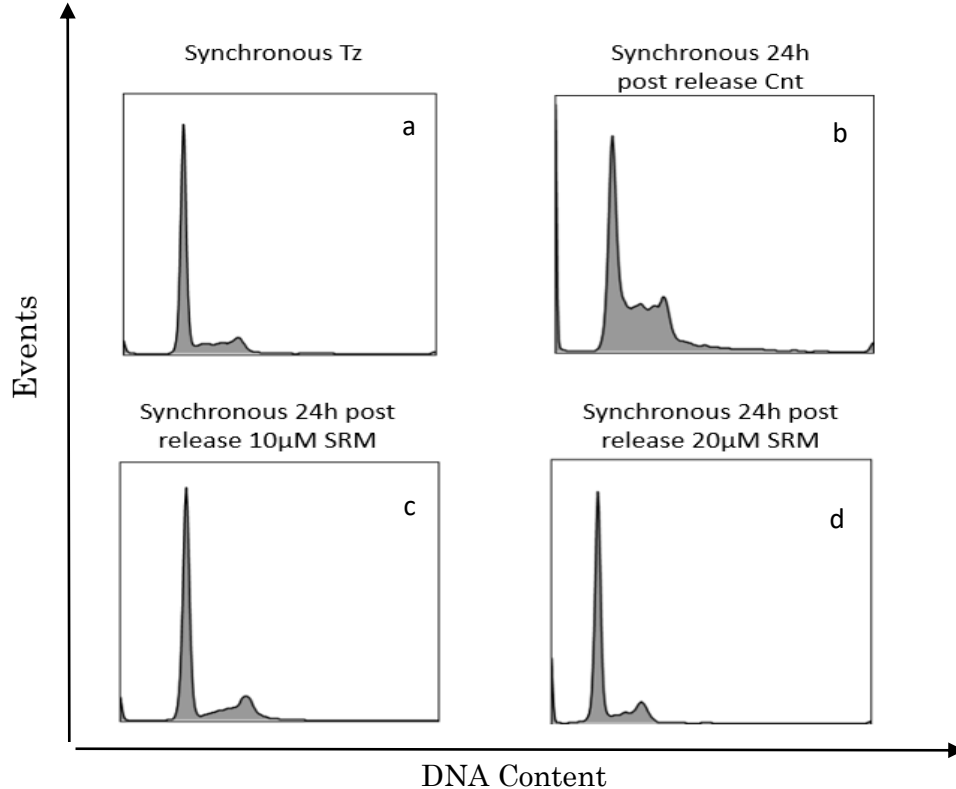 Synchronous Tz
a
Synchronous 24h
post release Cnt
b
Synchronous 24h post
release 10µM SRM
c
Synchronous 24h post
release 20µM SRM
d
Events
DNA Content